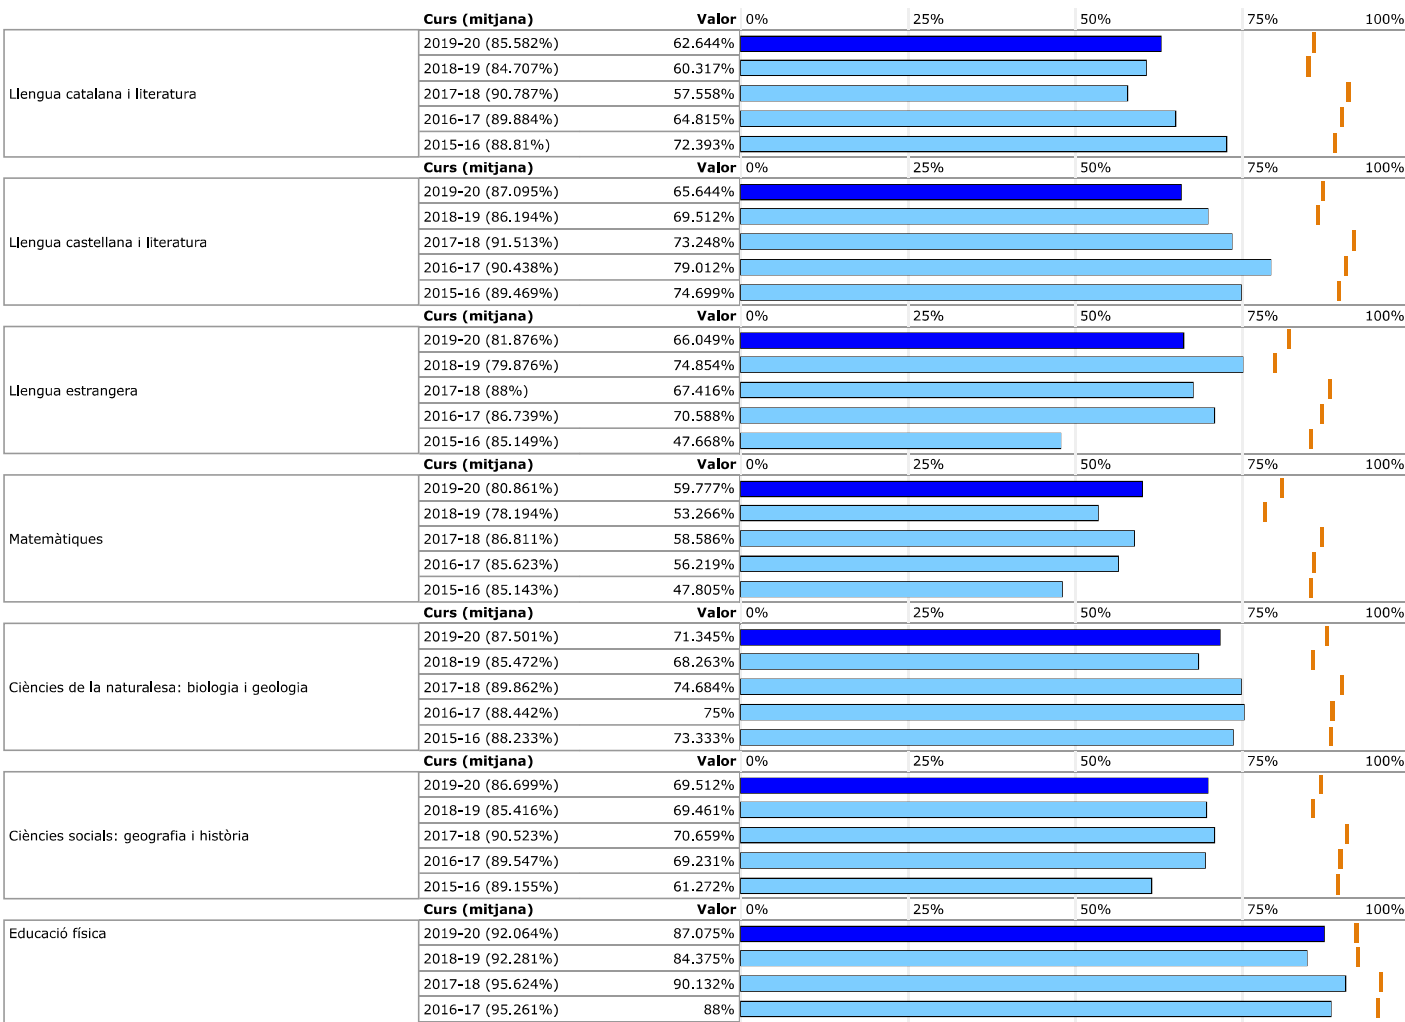 Curs (mitjana) Valor 0% 25% 50% 75% 100%
2019-20 (85.582%) 62.644%
2018-19 (84.707%) 60.317%
Llengua catalana i literatura 2017-18 (90.787%) 57.558%
2016-17 (89.884%) 64.815%
2015-16 (88.81%) 72.393%
Curs (mitjana) Valor 0% 25% 50% 75% 100%
2019-20 (87.095%) 65.644%
2018-19 (86.194%) 69.512%
Llengua castellana i literatura 2017-18 (91.513%) 73.248%
2016-17 (90.438%) 79.012%
2015-16 (89.469%) 74.699%
Curs (mitjana) Valor 0% 25% 50% 75% 100%
2019-20 (81.876%) 66.049%
2018-19 (79.876%) 74.854%
Llengua estrangera 2017-18 (88%) 67.416%
2016-17 (86.739%) 70.588%
2015-16 (85.149%) 47.668%
Curs (mitjana) Valor 0% 25% 50% 75% 100%
2019-20 (80.861%) 59.777%
2018-19 (78.194%) 53.266%
Matemàtiques 2017-18 (86.811%) 58.586%
2016-17 (85.623%) 56.219%
2015-16 (85.143%) 47.805%
Curs (mitjana) Valor 0% 25% 50% 75% 100%
2019-20 (87.501%) 71.345%
2018-19 (85.472%) 68.263%
Ciències de la naturalesa: biologia i geologia 2017-18 (89.862%) 74.684%
2016-17 (88.442%) 75%
2015-16 (88.233%) 73.333%
Curs (mitjana) Valor 0% 25% 50% 75% 100%
2019-20 (86.699%) 69.512%
2018-19 (85.416%) 69.461%
Ciències socials: geografia i història 2017-18 (90.523%) 70.659%
2016-17 (89.547%) 69.231%
2015-16 (89.155%) 61.272%
Curs (mitjana) Valor 0% 25% 50% 75% 100%
Educació física 2019-20 (92.064%) 87.075%
2018-19 (92.281%) 84.375%
2017-18 (95.624%) 90.132%
2016-17 (95.261%) 88%